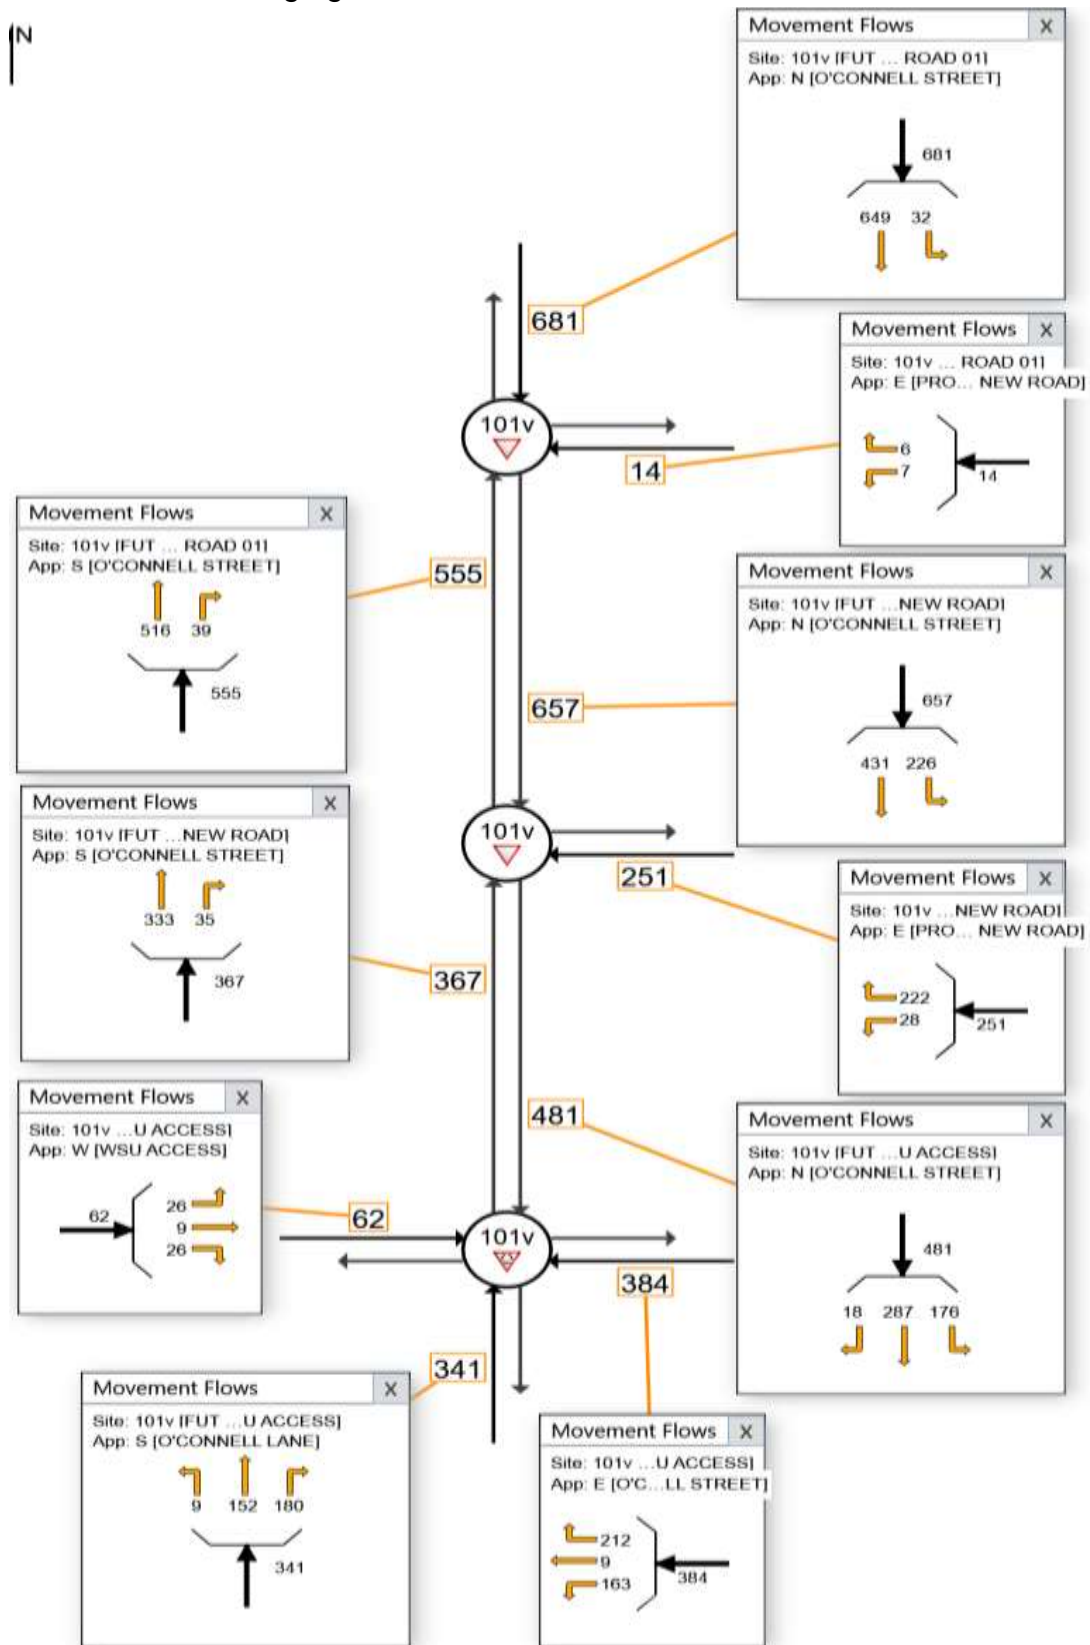 N
Movement Flows X
Site: 101v [FUT ... ROAD 01]
App: N [O'CONNELL STREET]
681
649 32
681
Movement Flows X
Site: 101v ... ROAD 01]
App: E [PRO... NEW ROAD]
6
7
14
101v
14
Movement Flows X
Site: 101v [FUT ... ROAD 01]
App: S [O'CONNELL STREET]
516 39
555
555
Movement Flows X
Site: 101v [FUT ...NEW ROAD]
App: N [O'CONNELL STREET]
657
431 226
657
Movement Flows X
Site: 101v [FUT ...NEW ROAD]
App: S [O'CONNELL STREET]
333 35
367
367
101v
251
Movement Flows X
Site: 101v ...NEW ROAD]
App: E [PRO... NEW ROAD]
222
28
251
Movement Flows X
Site: 101v ...U ACCESS]
App: W [WSU ACCESS]
62
26
9
26
62
481
Movement Flows X
Site: 101v [FUT ...U ACCESS]
App: N [O'CONNELL STREET]
481
18 287 176
101v
384
341
Movement Flows X
Site: 101v [FUT ...U ACCESS]
App: S [O'CONNELL LANE]
9 152 180
341
Movement Flows X
Site: 101v ...U ACCESS]
App: E [O'C...LL STREET]
212
9
163
384